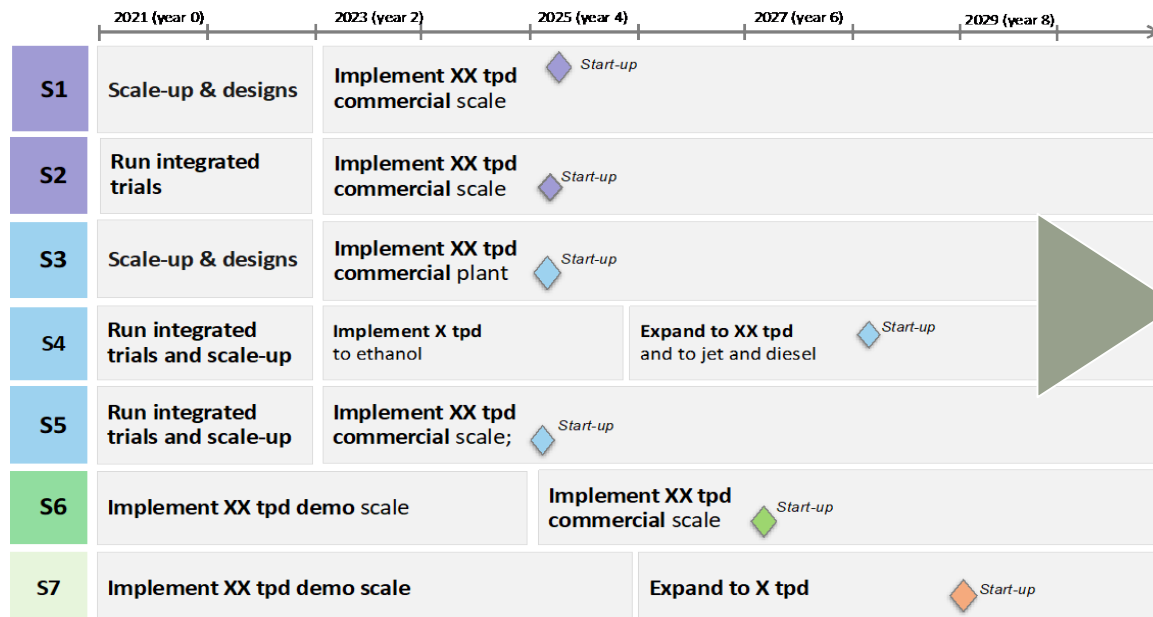 2021 (year 0) 2023 (year 2) 2025 (year 4) 2027 (year 6) 2029 (year 8)
S1
Scale-up & designs
Implement XX tpd
commercial scale
Start-up
S2
Run integrated
trials
Implement XX tpd
commercial scale
Start-up
S3
Scale-up & designs
Implement XX tpd
commercial plant
Start-up
S4
Run integrated
trials and scale-up
Implement X tpd
to ethanol
Expand to XX tpd
and to jet and diesel
Start-up
S5
Run integrated
trials and scale-up
Implement XX tpd
commercial scale;
Start-up
S6
Implement XX tpd demo scale
Implement XX tpd
commercial scale
Start-up
S7
Implement XX tpd demo scale
Expand to X tpd
Start-up